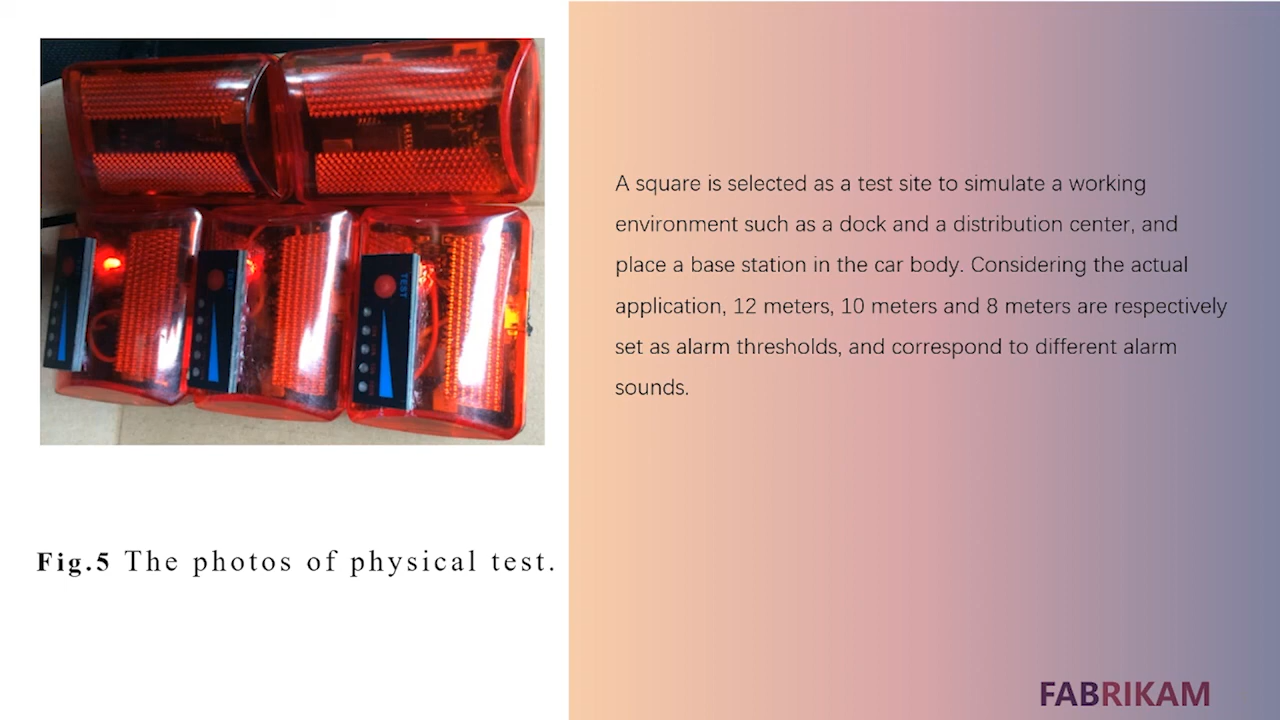 TEST
TEST
TEST
Fig.5 The photos of physical test.
A square is selected as a test site to simulate a working
environment such as a dock and a distribution center, and
place a base station in the car body. Considering the actual
application, 12 meters, 10 meters and 8 meters are respectively
set as alarm thresholds, and correspond to different alarm
sounds.
FABRIKAM